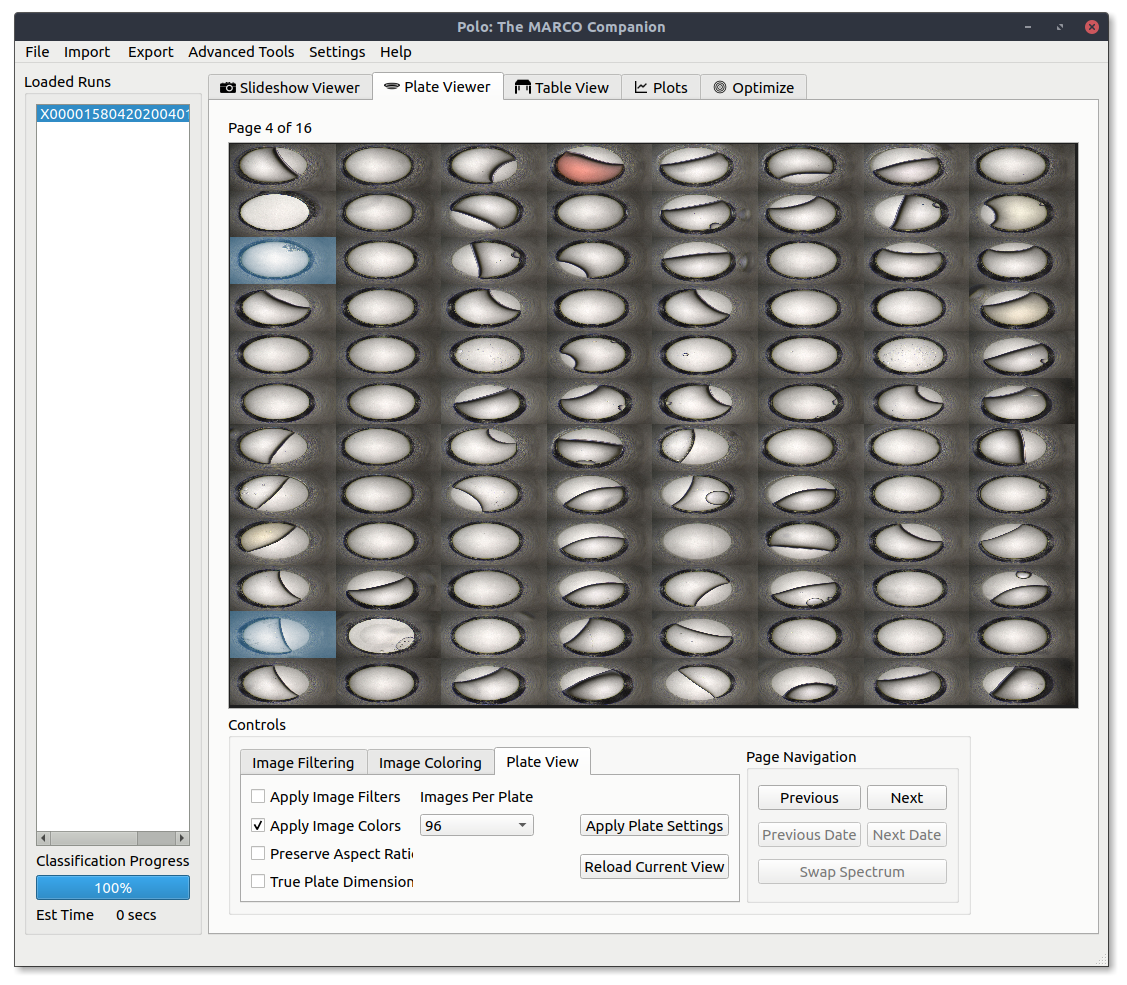 Polo: The MARCO Companion
File Import Export Advanced Tools Settings Help
Loaded Runs
X0000158042020040
Slideshow Viewer Plate Viewer Table View Plots Optimize
Page 4 of 16
Controls
Image Filtering Image Coloring Plate View
Apply Image Filters Images Per Plate
Apply Image Colors 96 Apply Plate Settings
Preserve Aspect Rati
True Plate Dimension Reload Current View
Page Navigation
Previous Next
Previous Date Next Date
Swap Spectrum
Classification Progress
100%
Est Time 0 secs